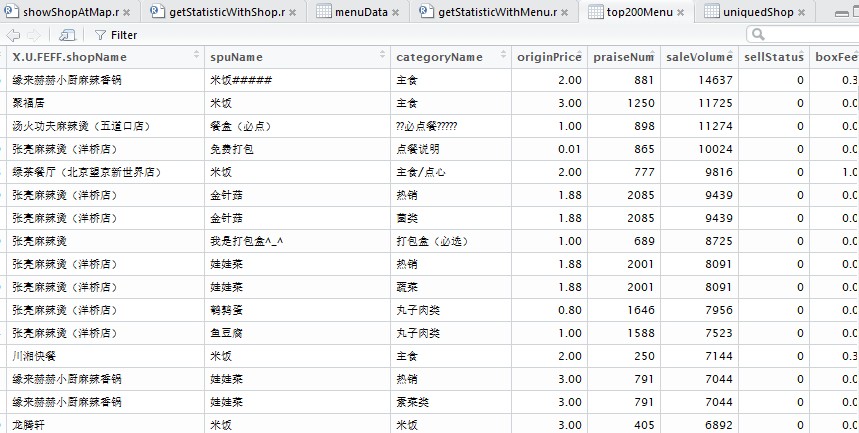 showShopAtMap.r × getStatisticWithShop.r × menuData × getStatisticWithMenu.r × top200Menu × uniquedShop ×
Filter
X.U.FEFF.shopName spuName categoryName originPrice praiseNum saleVolume sellStatus boxFee
缘来赫赫小厨麻辣香锅 米饭##### 主食 2.00 881 14637 0 0.3
聚福居 米饭 主食 3.00 1250 11725 0 0.0
汤火功夫麻辣烫（五道口店） 餐盒（必点） ??必点餐????? 1.00 898 11274 0 0.0
张亮麻辣烫（洋桥店） 免费打包 点餐说明 0.01 865 10024 0 0.0
绿茶餐厅（北京望京新世界店） 米饭 主食/点心 2.00 777 9816 0 1.0
张亮麻辣烫（洋桥店） 金针菇 热销 1.88 2085 9439 0 0.0
张亮麻辣烫（洋桥店） 金针菇 菌类 1.88 2085 9439 0 0.0
张亮麻辣烫 我是打包盒^_^ 打包盒（必选） 1.00 689 8725 0 0.0
张亮麻辣烫（洋桥店） 娃娃菜 热销 1.88 2001 8091 0 0.0
张亮麻辣烫（洋桥店） 娃娃菜 蔬菜 1.88 2001 8091 0 0.0
张亮麻辣烫（洋桥店） 鹌鹑蛋 丸子肉类 0.80 1646 7956 0 0.0
张亮麻辣烫（洋桥店） 鱼豆腐 丸子肉类 1.00 1588 7523 0 0.0
川湘快餐 米饭 主食 2.00 250 7144 0 0.3
缘来赫赫小厨麻辣香锅 娃娃菜 热销 3.00 791 7044 0 0.0
缘来赫赫小厨麻辣香锅 娃娃菜 素菜类 3.00 791 7044 0 0.0
龙腾轩 米饭 米饭 3.00 405 6892 0 0.0